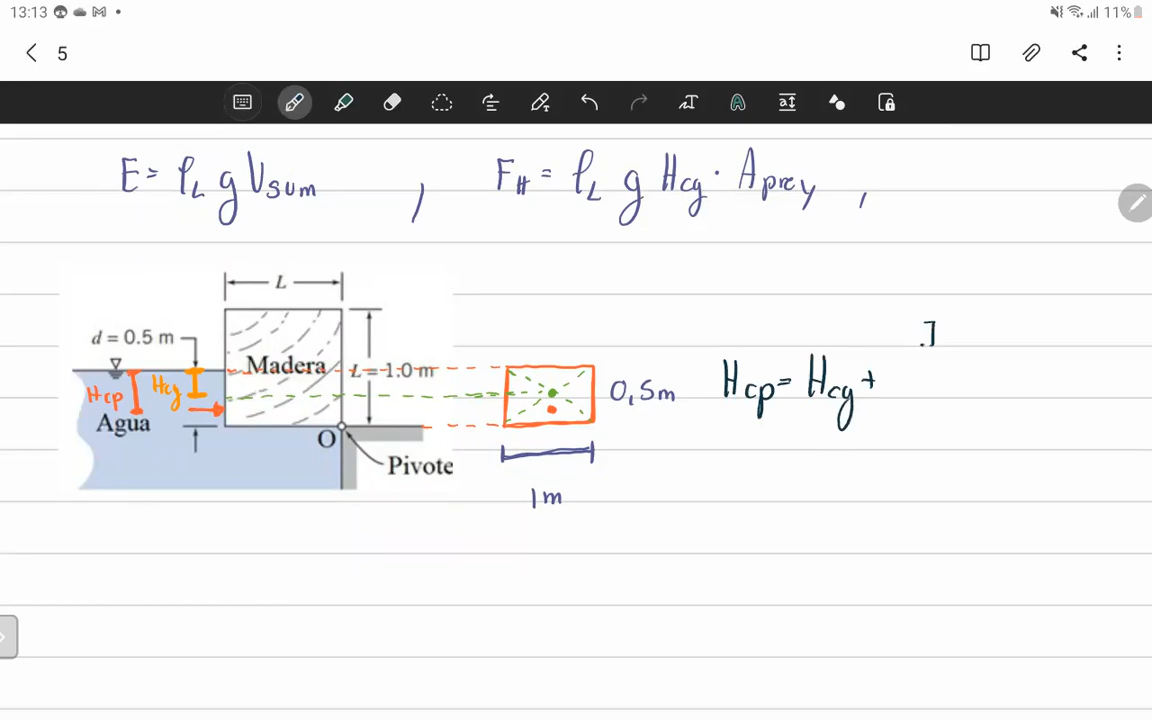 13:13 11%
5
E = ρL g Vsum , FH = ρL g Hcg · Aproy ,
L
d = 0.5 m
Madera
L = 1.0 m
Hcp Hcg
Agua
O
Pivote
0,5m
1m
I
Hcp = Hcg +